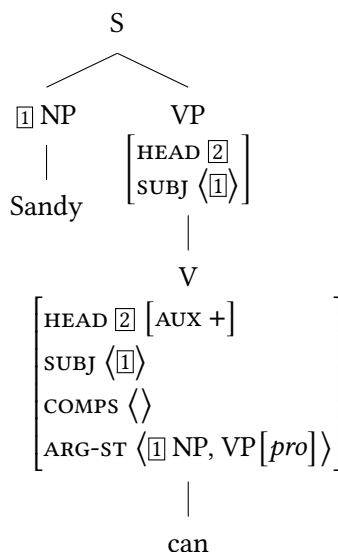 S
1 NP VP
[HEAD 2
SUBJ ⟨1⟩]
Sandy
V
[HEAD 2 [AUX +]
SUBJ ⟨1⟩
COMPS ⟨⟩
ARG-ST ⟨1 NP, VP[pro]⟩]
can